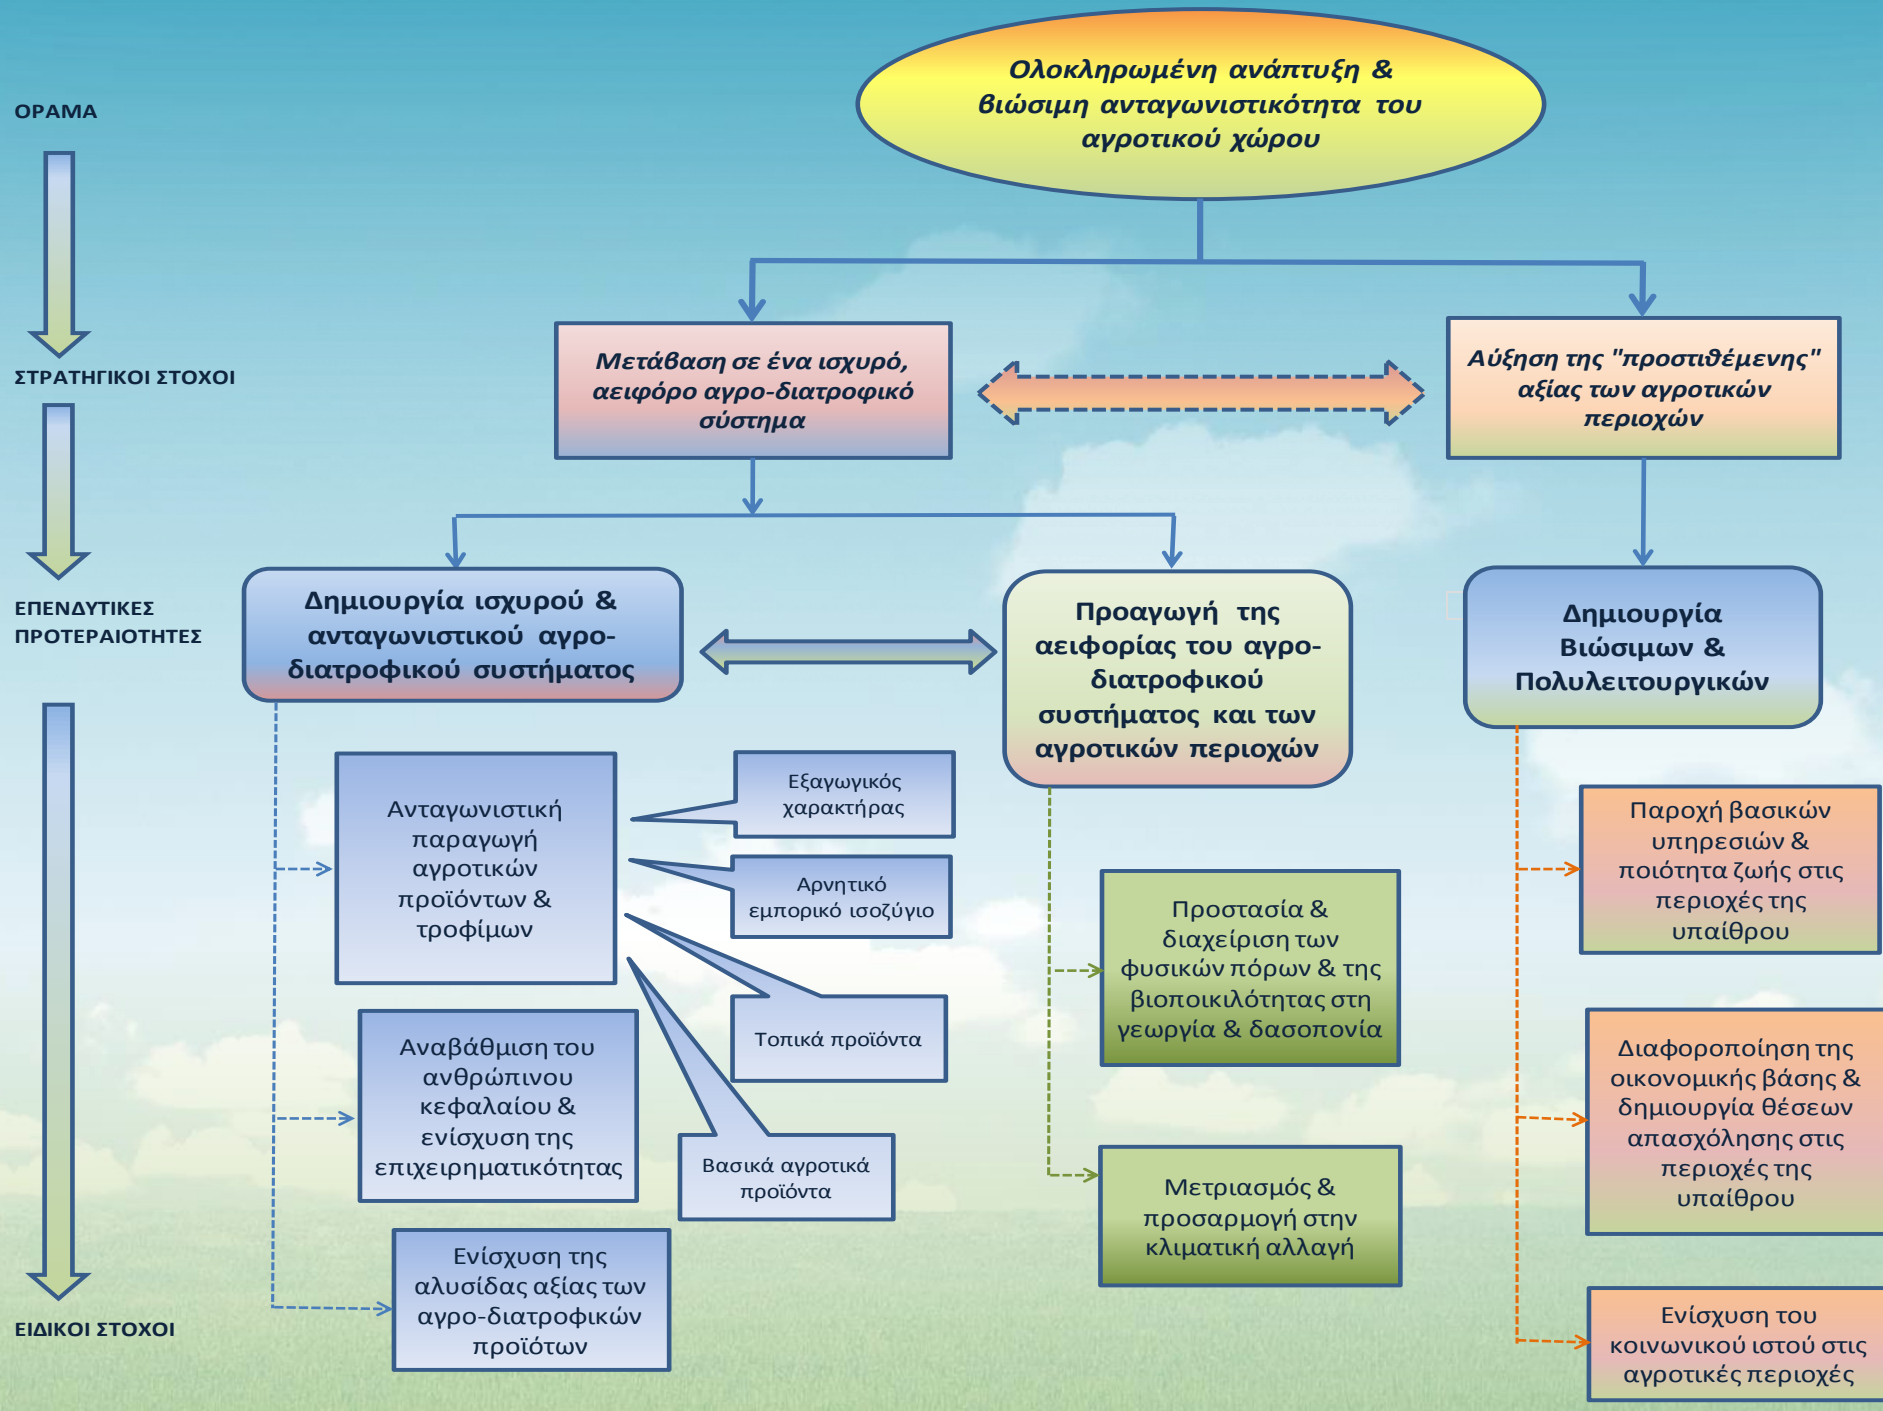 Ολοκληρωμένη ανάπτυξη &
βιώσιμη ανταγωνιστικότητα του
αγροτικού χώρου
ΟΡΑΜΑ
ΣΤΡΑΤΗΓΙΚΟΙ ΣΤΟΧΟΙ
Μετάβαση σε ένα ισχυρό,
αειφόρο αγρο-διατροφικό
σύστημα
Αύξηση της "προστιθέμενης"
αξίας των αγροτικών
περιοχών
ΕΠΕΝΔΥΤΙΚΕΣ
ΠΡΟΤΕΡΑΙΟΤΗΤΕΣ
Δημιουργία ισχυρού &
ανταγωνιστικού αγρο-
διατροφικού συστήματος
Προαγωγή της
αειφορίας του αγρο-
διατροφικού
συστήματος και των
αγροτικών περιοχών
Δημιουργία
Βιώσιμων &
Πολυλειτουργικών
Ανταγωνιστική
παραγωγή
αγροτικών
προϊόντων &
τροφίμων
Εξαγωγικός
χαρακτήρας
Αρνητικό
εμπορικό ισοζύγιο
Τοπικά προϊόντα
Βασικά αγροτικά
προϊόντα
Αναβάθμιση του
ανθρώπινου
κεφαλαίου &
ενίσχυση της
επιχειρηματικότητας
Ενίσχυση της
αλυσίδας αξίας των
αγρο-διατροφικών
προϊότων
Προστασία &
διαχείριση των
φυσικών πόρων & της
βιοποικιλότητας στη
γεωργία & δασοπονία
Μετριασμός &
προσαρμογή στην
κλιματική αλλαγή
Παροχή βασικών
υπηρεσιών &
ποιότητα ζωής στις
περιοχές της
υπαίθρου
Διαφοροποίηση της
οικονομικής βάσης &
δημιουργία θέσεων
απασχόλησης στις
περιοχές της
υπαίθρου
Ενίσχυση του
κοινωνικού ιστού στις
αγροτικές περιοχές
ΕΙΔΙΚΟΙ ΣΤΟΧΟΙ